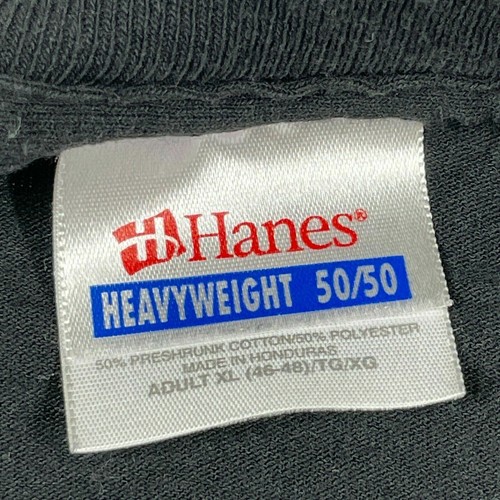 H Hanes®
HEAVYWEIGHT 50/50
50% PRESHRUNK COTTON/50% POLYESTER
MADE IN HONDURAS
ADULT XL (46-48)/TG/XG